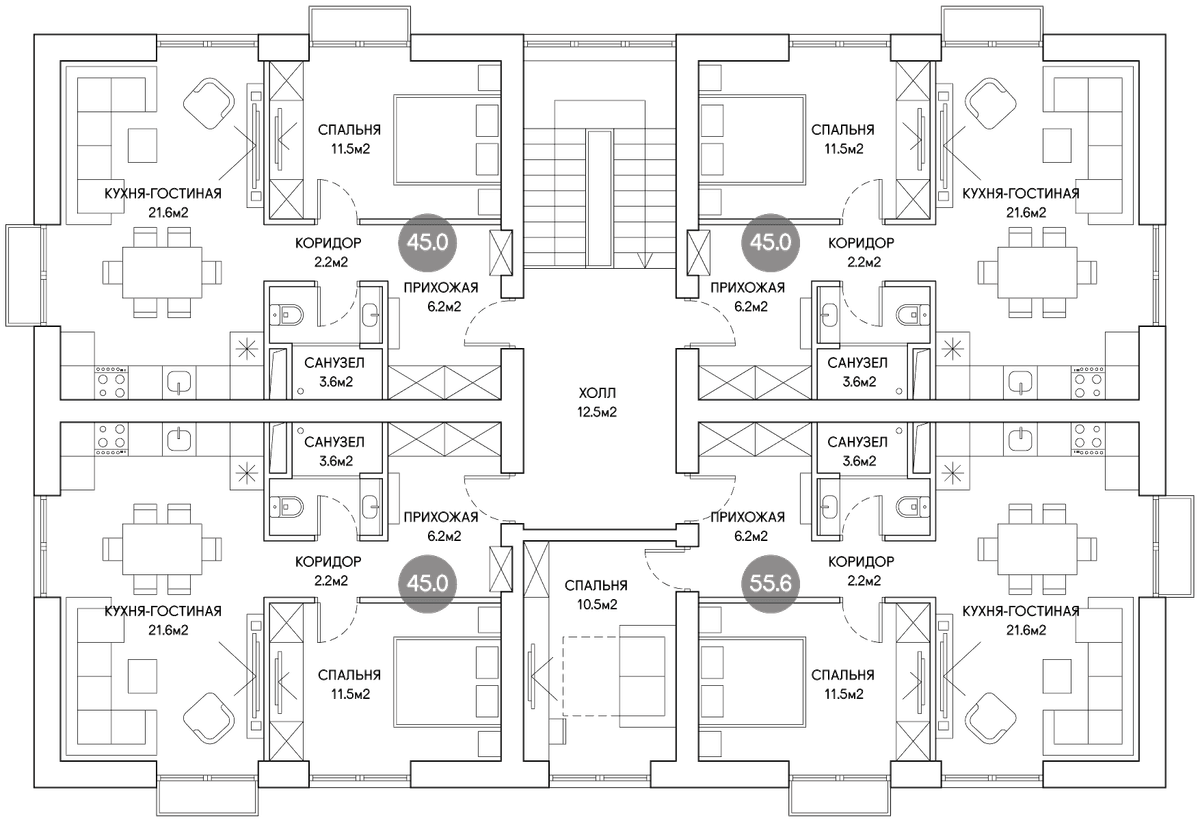 СПАЛЬНЯ
11.5м2
КУХНЯ-ГОСТИНАЯ
21.6м2
КОРИДОР
2.2м2
45.0
ПРИХОЖАЯ
6.2м2
САНУЗЕЛ
3.6м2
СПАЛЬНЯ
11.5м2
КУХНЯ-ГОСТИНАЯ
21.6м2
45.0
КОРИДОР
2.2м2
ПРИХОЖАЯ
6.2м2
САНУЗЕЛ
3.6м2
ХОЛЛ
12.5м2
САНУЗЕЛ
3.6м2
ПРИХОЖАЯ
6.2м2
КОРИДОР
2.2м2
45.0
КУХНЯ-ГОСТИНАЯ
21.6м2
СПАЛЬНЯ
11.5м2
СПАЛЬНЯ
10.5м2
САНУЗЕЛ
3.6м2
ПРИХОЖАЯ
6.2м2
КОРИДОР
2.2м2
55.6
КУХНЯ-ГОСТИНАЯ
21.6м2
СПАЛЬНЯ
11.5м2